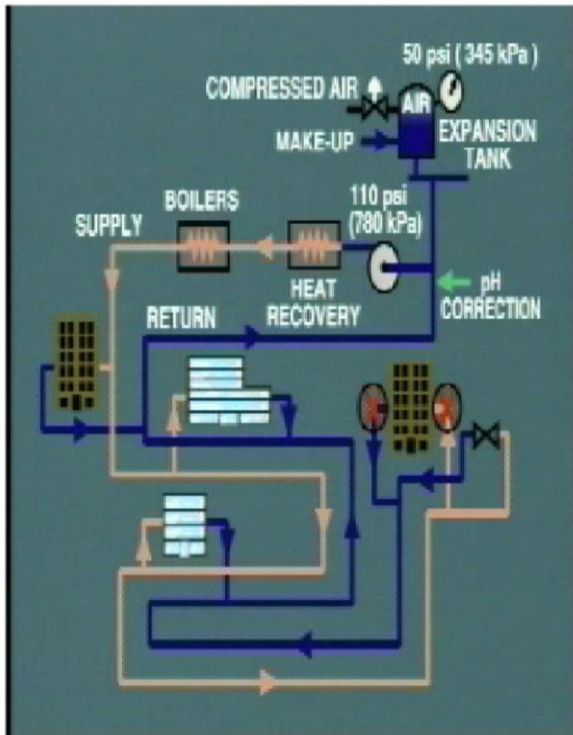 50 psi ( 345 kPa )
COMPRESSED AIR
AIR
MAKE-UP
EXPANSION
TANK
110 psi
(780 kPa)
BOILERS
SUPPLY
HEAT
RECOVERY
pH
CORRECTION
RETURN